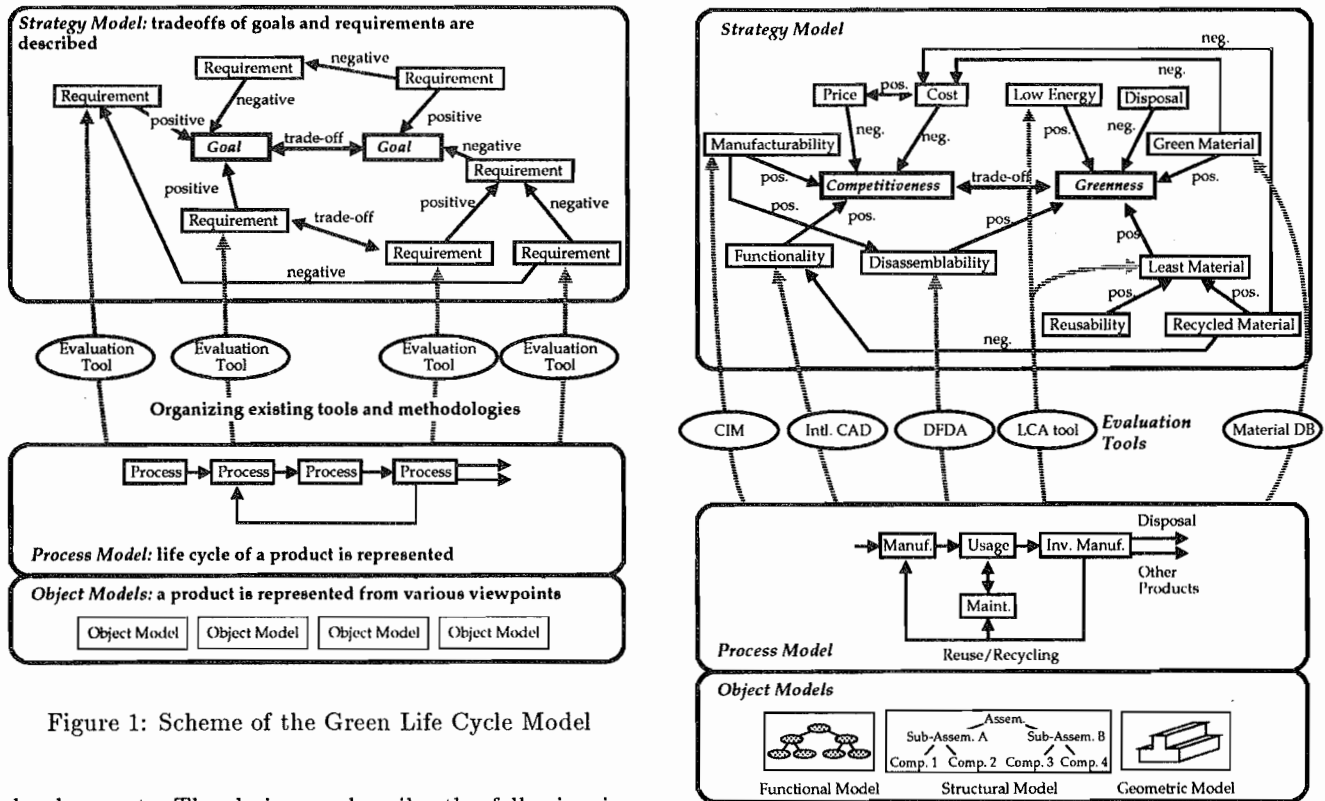 Strategy Model: tradeoffs of goals and requirements are
described
Requirement
negative
Requirement
Requirement
negative
positive
positive
Goal
trade-off
Goal
negative
Requirement
positive
Requirement
trade-off
positive
negative
Requirement
Requirement
negative
Evaluation
Tool
Evaluation
Tool
Evaluation
Tool
Evaluation
Tool
Organizing existing tools and methodologies
Process
Process
Process
Process
Process Model: life cycle of a product is represented
Object Models: a product is represented from various viewpoints
Object Model
Object Model
Object Model
Object Model
Figure 1: Scheme of the Green Life Cycle Model
Strategy Model
neg.
neg.
Price
pos.
Cost
Low Energy
Disposal
neg.
neg.
pos.
neg.
Manufacturability
Green Material
pos.
Competitiveness
trade-off
Greenness
pos.
pos.
pos.
pos.
pos.
Functionality
Disassemblability
Least Material
pos.
pos.
Reusability
Recycled Material
neg.
CIM
Intl. CAD
DFDA
LCA tool
Evaluation
Tools
Material DB
Disposal
Manuf.
Usage
Inv. Manuf.
Other
Products
Maint.
Process Model
Reuse/Recycling
Object Models
Assem.
Sub-Assem. A
Sub-Assem. B
Comp. 1
Comp. 2
Comp. 3
Comp. 4
Functional Model
Structural Model
Geometric Model